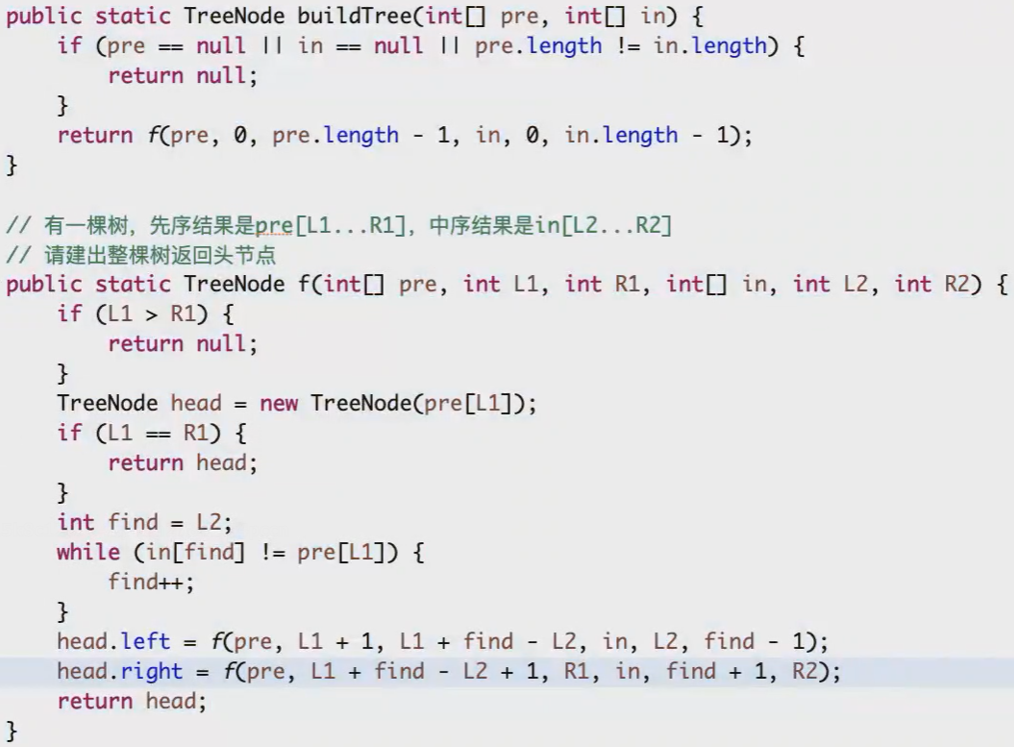 public static TreeNode buildTree(int[] pre, int[] in) {
    if (pre == null || in == null || pre.length != in.length) {
        return null;
    }
    return f(pre, 0, pre.length - 1, in, 0, in.length - 1);
}

// 有一棵树，先序结果是pre[L1...R1]，中序结果是in[L2...R2]
// 请建出整棵树返回头节点
public static TreeNode f(int[] pre, int L1, int R1, int[] in, int L2, int R2) {
    if (L1 > R1) {
        return null;
    }
    TreeNode head = new TreeNode(pre[L1]);
    if (L1 == R1) {
        return head;
    }
    int find = L2;
    while (in[find] != pre[L1]) {
        find++;
    }
    head.left = f(pre, L1 + 1, L1 + find - L2, in, L2, find - 1);
    head.right = f(pre, L1 + find - L2 + 1, R1, in, find + 1, R2);
    return head;
}